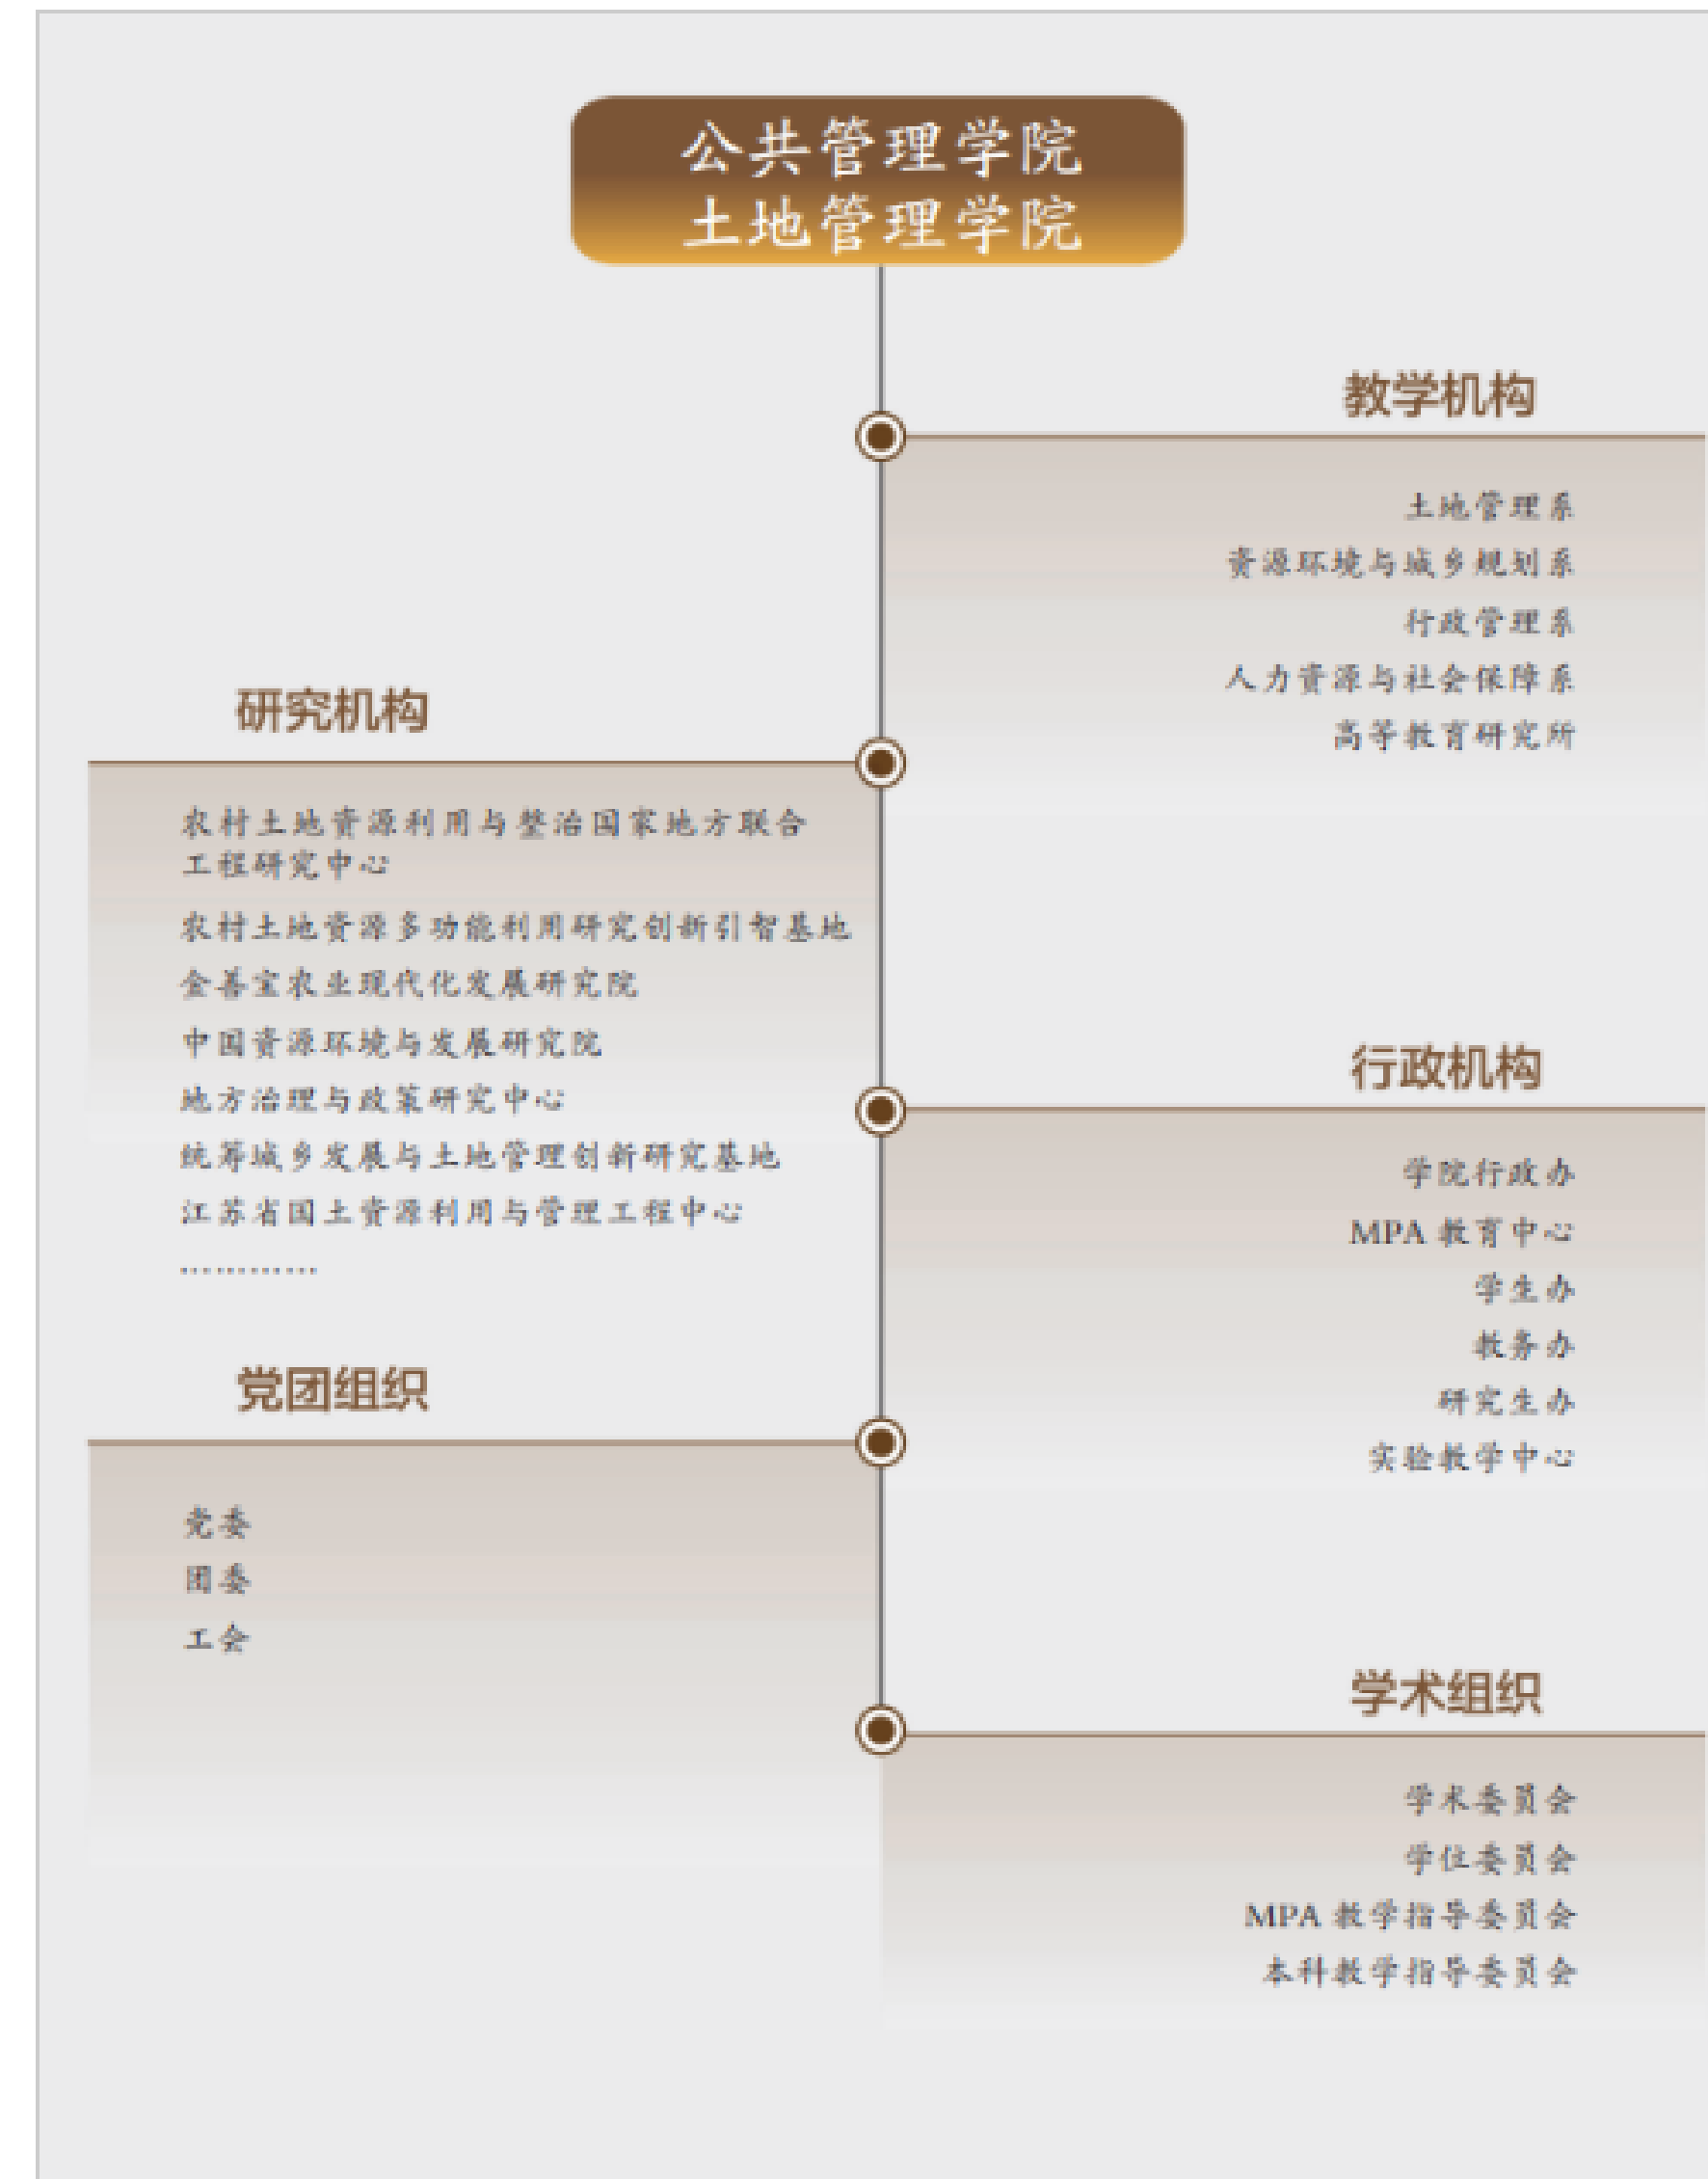 公共管理学院
土地管理学院
教学机构
土地管理系
资源环境与城乡规划系
行政管理系
人力资源与社会保障系
高等教育研究所
研究机构
农村土地资源利用与整治国家地方联合
工程研究中心
农村土地资源多功能利用研究创新引智基地
金善宝农业现代化发展研究院
中国资源环境与发展研究院
地方治理与政策研究中心
统筹城乡发展与土地管理创新研究基地
江苏省国土资源利用与管理工程中心
…………
行政机构
学院行政办
MPA 教育中心
学生办
教务办
研究生办
实验教学中心
党团组织
党委
团委
工会
学术组织
学术委员会
学位委员会
MPA 教学指导委员会
本科教学指导委员会